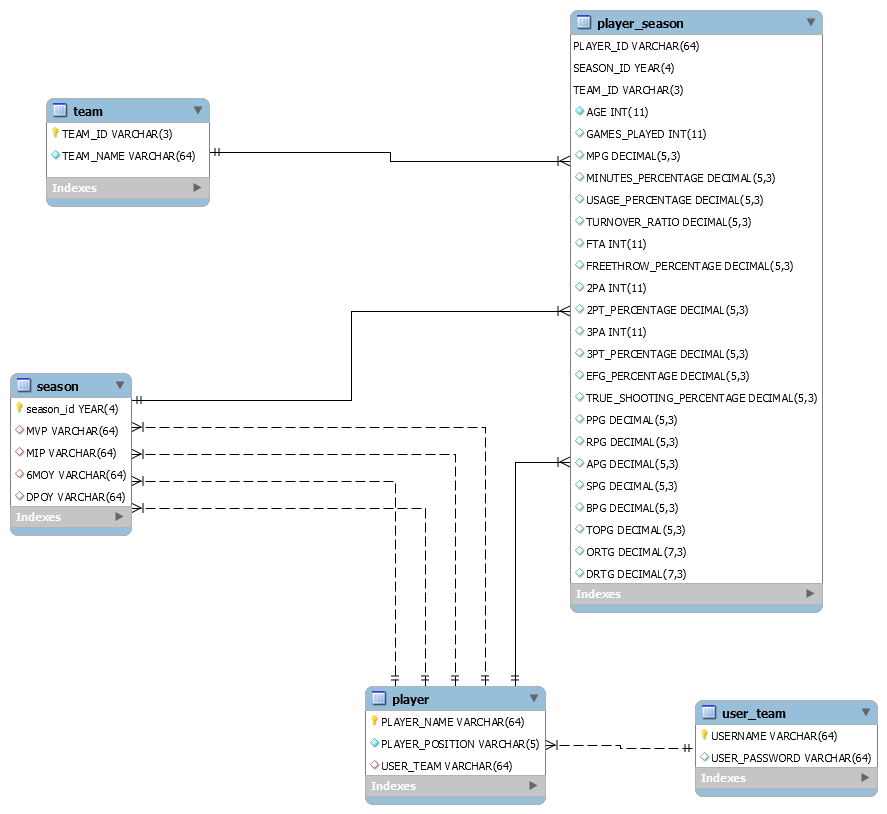 team
TEAM_ID VARCHAR(3)
TEAM_NAME VARCHAR(64)
Indexes
season
season_id YEAR(4)
MVP VARCHAR(64)
MIP VARCHAR(64)
6MOY VARCHAR(64)
DPOY VARCHAR(64)
Indexes
player_season
PLAYER_ID VARCHAR(64)
SEASON_ID YEAR(4)
TEAM_ID VARCHAR(3)
AGE INT(11)
GAMES_PLAYED INT(11)
MPG DECIMAL(5,3)
MINUTES_PERCENTAGE DECIMAL(5,3)
USAGE_PERCENTAGE DECIMAL(5,3)
TURNOVER_RATIO DECIMAL(5,3)
FTA INT(11)
FREETHROW_PERCENTAGE DECIMAL(5,3)
2PA INT(11)
2PT_PERCENTAGE DECIMAL(5,3)
3PA INT(11)
3PT_PERCENTAGE DECIMAL(5,3)
EFG_PERCENTAGE DECIMAL(5,3)
TRUE_SHOOTING_PERCENTAGE DECIMAL(5,3)
PPG DECIMAL(5,3)
RPG DECIMAL(5,3)
APG DECIMAL(5,3)
SPG DECIMAL(5,3)
BPG DECIMAL(5,3)
TOPG DECIMAL(5,3)
ORTG DECIMAL(7,3)
DRTG DECIMAL(7,3)
Indexes
player
PLAYER_NAME VARCHAR(64)
PLAYER_POSITION VARCHAR(5)
USER_TEAM VARCHAR(64)
Indexes
user_team
USERNAME VARCHAR(64)
USER_PASSWORD VARCHAR(64)
Indexes